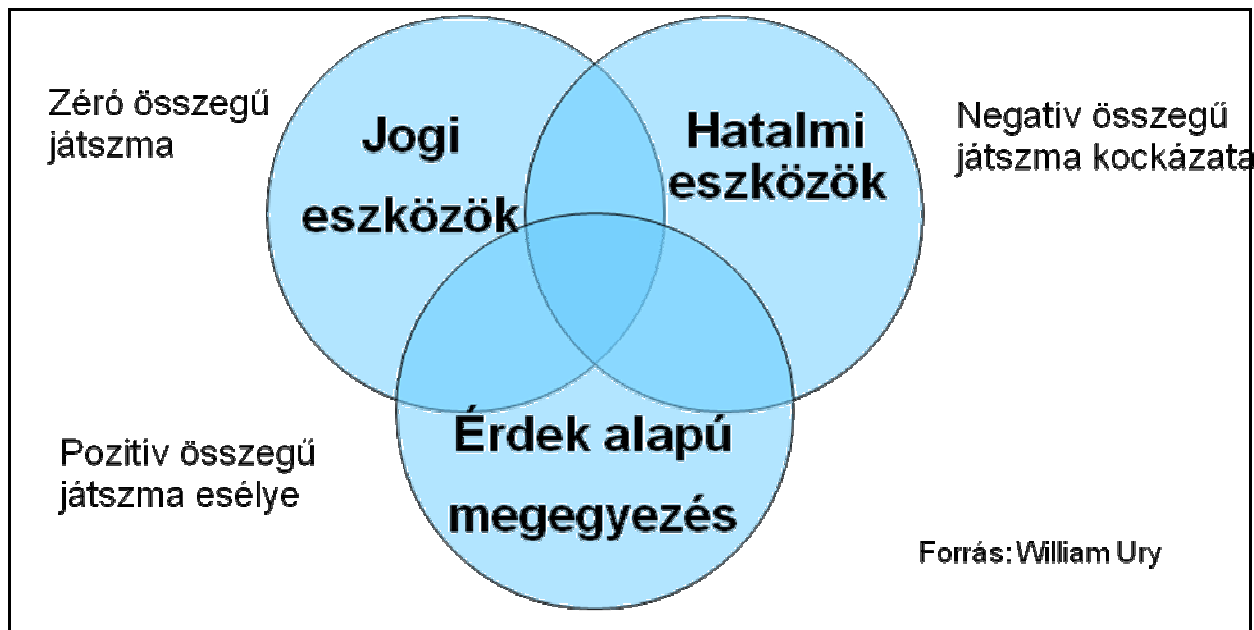 Zéró összegű
játszma
Jogi
eszközök
Hatalmi
eszközök
Negatív összegű
játszma kockázata
Pozitív összegű
játszma esélye
Érdek alapú
megegyezés
Forrás: William Ury